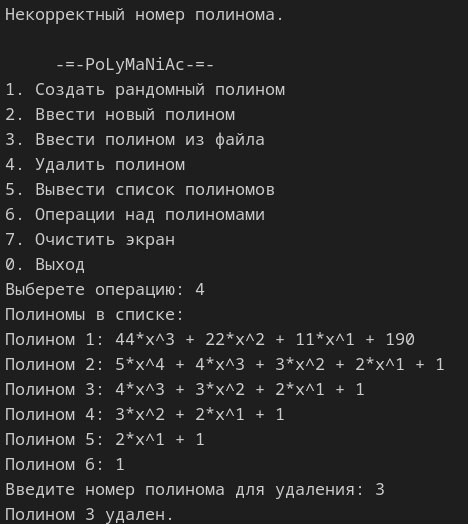 Некорректный номер полинома.
-=-PoLyMaNiAc-=-
1. Создать рандомный полином
2. Ввести новый полином
3. Ввести полином из файла
4. Удалить полином
5. Вывести список полиномов
6. Операции над полиномами
7. Очистить экран
0. Выход
Выберете операцию: 4
Полиномы в списке:
Полином 1: 44*x^3 + 22*x^2 + 11*x^1 + 190
Полином 2: 5*x^4 + 4*x^3 + 3*x^2 + 2*x^1 + 1
Полином 3: 4*x^3 + 3*x^2 + 2*x^1 + 1
Полином 4: 3*x^2 + 2*x^1 + 1
Полином 5: 2*x^1 + 1
Полином 6: 1
Введите номер полинома для удаления: 3
Полином 3 удален.